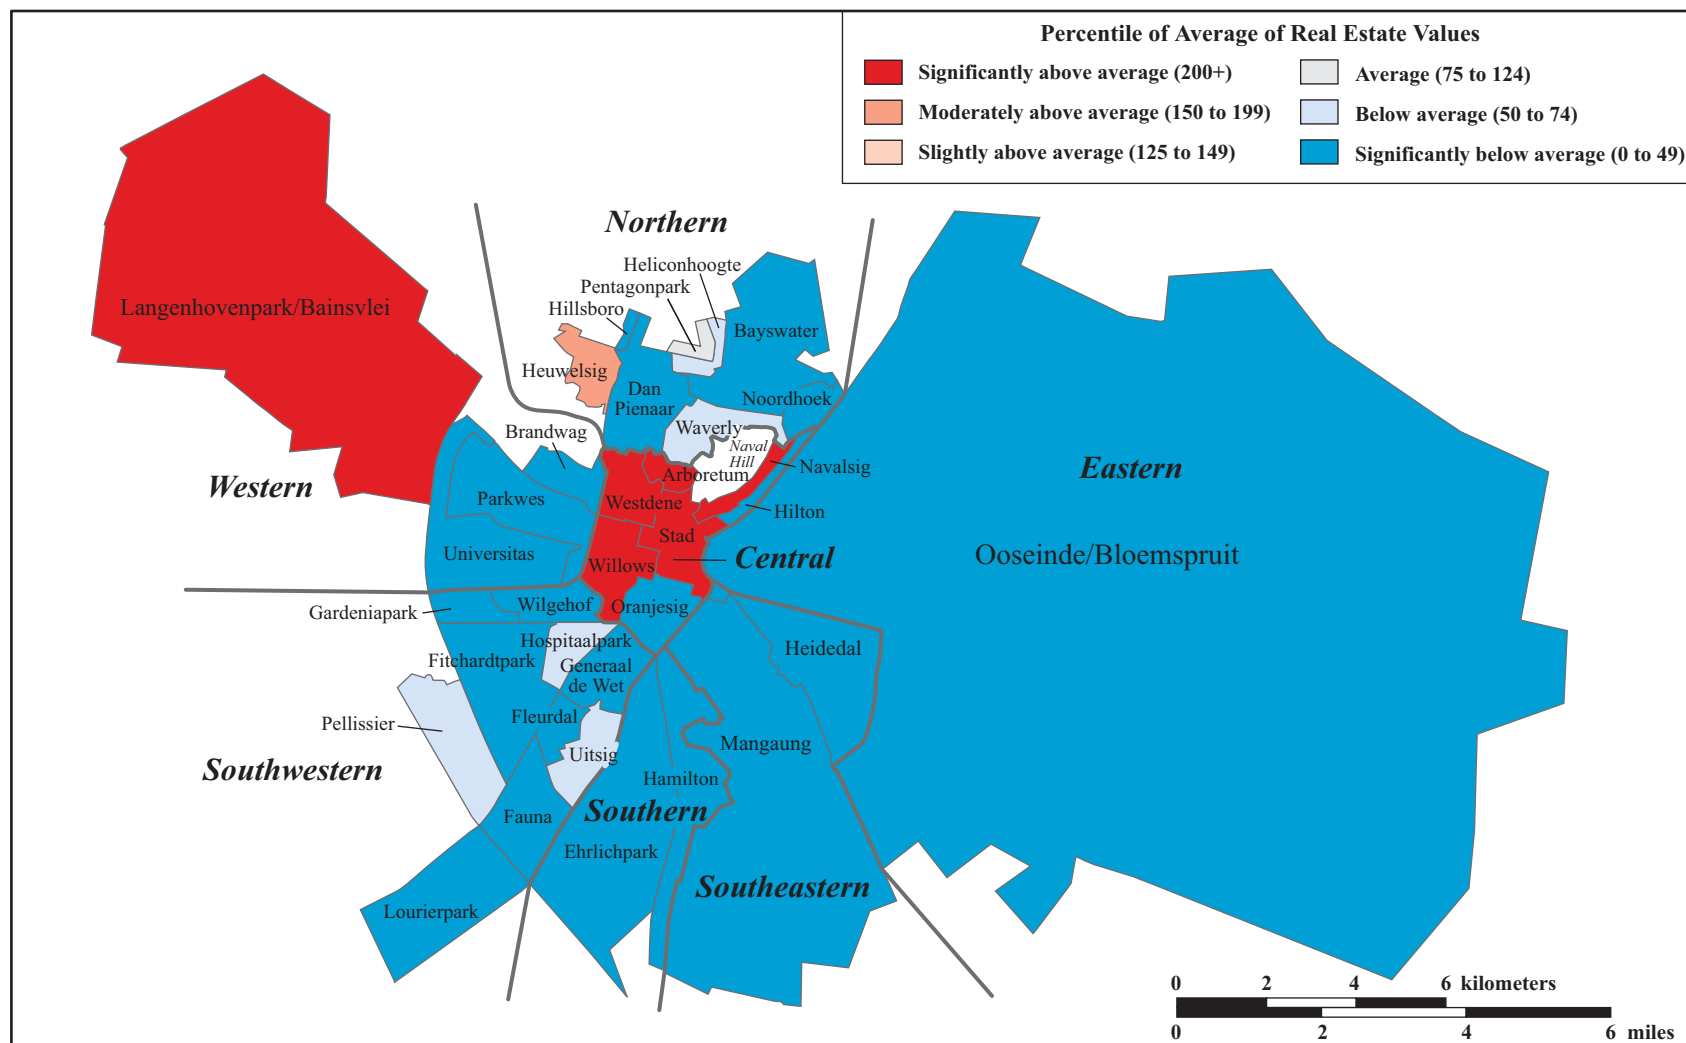 Percentile of Average of Real Estate Values
Significantly above average (200+)
Moderately above average (150 to 199)
Slightly above average (125 to 149)
Average (75 to 124)
Below average (50 to 74)
Significantly below average (0 to 49)
Northern
Heliconhoogte
Pentagonpark
Hillsboro
Langenhovenpark/Bainsvlei
Bayswater
Heuwelsig
Dan
Pienaar
Noordhoek
Waverly
Brandwag
Naval
Hill
Navalsig
Arboretum
Western
Eastern
Parkwes
Westdene
Hilton
Stad
Central
Universitas
Ooseinde/Bloemspruit
Willows
Gardeniapark
Wilgehof
Oranjesig
Hospitaalpark
Heidedal
Fitchardtpark
Generaal
de Wet
Pellissier
Fleurdal
Mangaung
Uitsig
Southwestern
Hamilton
Southern
Fauna
Ehrlichpark
Southeastern
Lourierpark
0 2 4 6 kilometers
0 2 4 6 miles